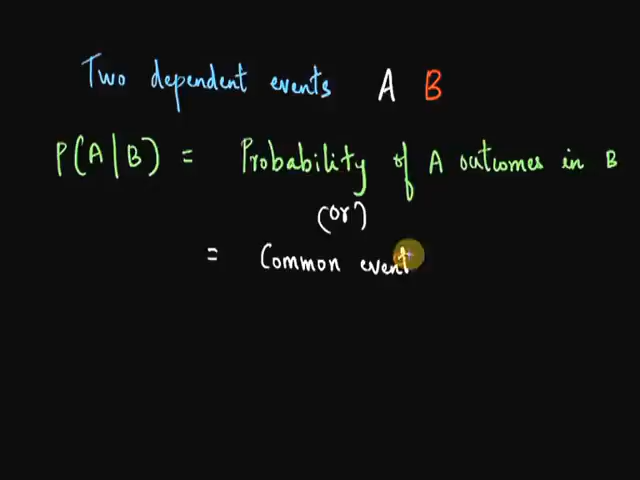 Two dependent events A B
P(A|B) = Probability of A outcomes in B
(or)
= Common event